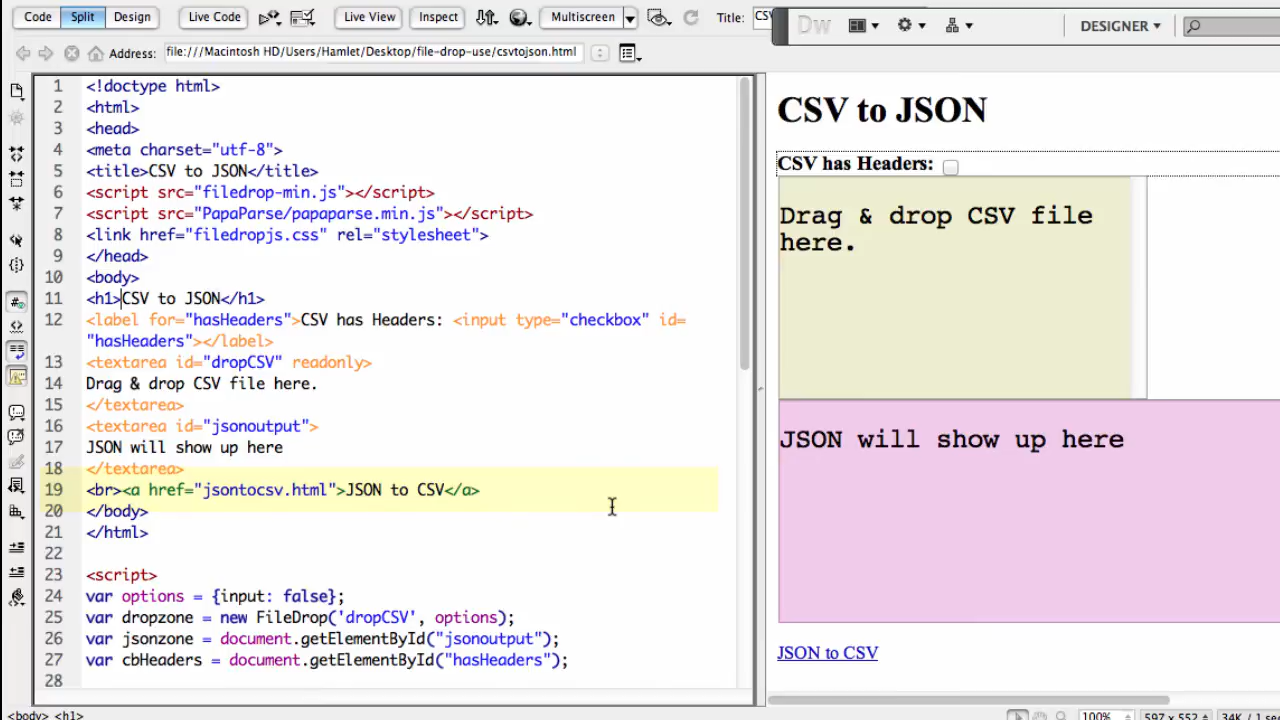 Code Split Design Live Code Live View Inspect Multiscreen Title: CSV
Dw DESIGNER
Address: file:///Macintosh HD/Users/Hamlet/Desktop/file-drop-use/csvtojson.html
1 <!doctype html>
2 <html>
3 <head>
4 <meta charset="utf-8">
5 <title>CSV to JSON</title>
6 <script src="filedrop-min.js"></script>
7 <script src="PapaParse/papaparse.min.js"></script>
8 <link href="filedropjs.css" rel="stylesheet">
9 </head>
10 <body>
11 <h1>CSV to JSON</h1>
12 <label for="hasHeaders">CSV has Headers: <input type="checkbox" id=
"hasHeaders"></label>
13 <textarea id="dropCSV" readonly>
14 Drag & drop CSV file here.
15 </textarea>
16 <textarea id="jsonoutput">
17 JSON will show up here
18 </textarea>
19 <br><a href="jsontocsv.html">JSON to CSV</a>
20 </body>
21 </html>
22
23 <script>
24 var options = {input: false};
25 var dropzone = new FileDrop('dropCSV', options);
26 var jsonzone = document.getElementById("jsonoutput");
27 var cbHeaders = document.getElementById("hasHeaders");
28
CSV to JSON
CSV has Headers:
Drag & drop CSV file
here.
JSON will show up here
JSON to CSV
<body> <h1>
100% 597 x 552 34K / 1 se